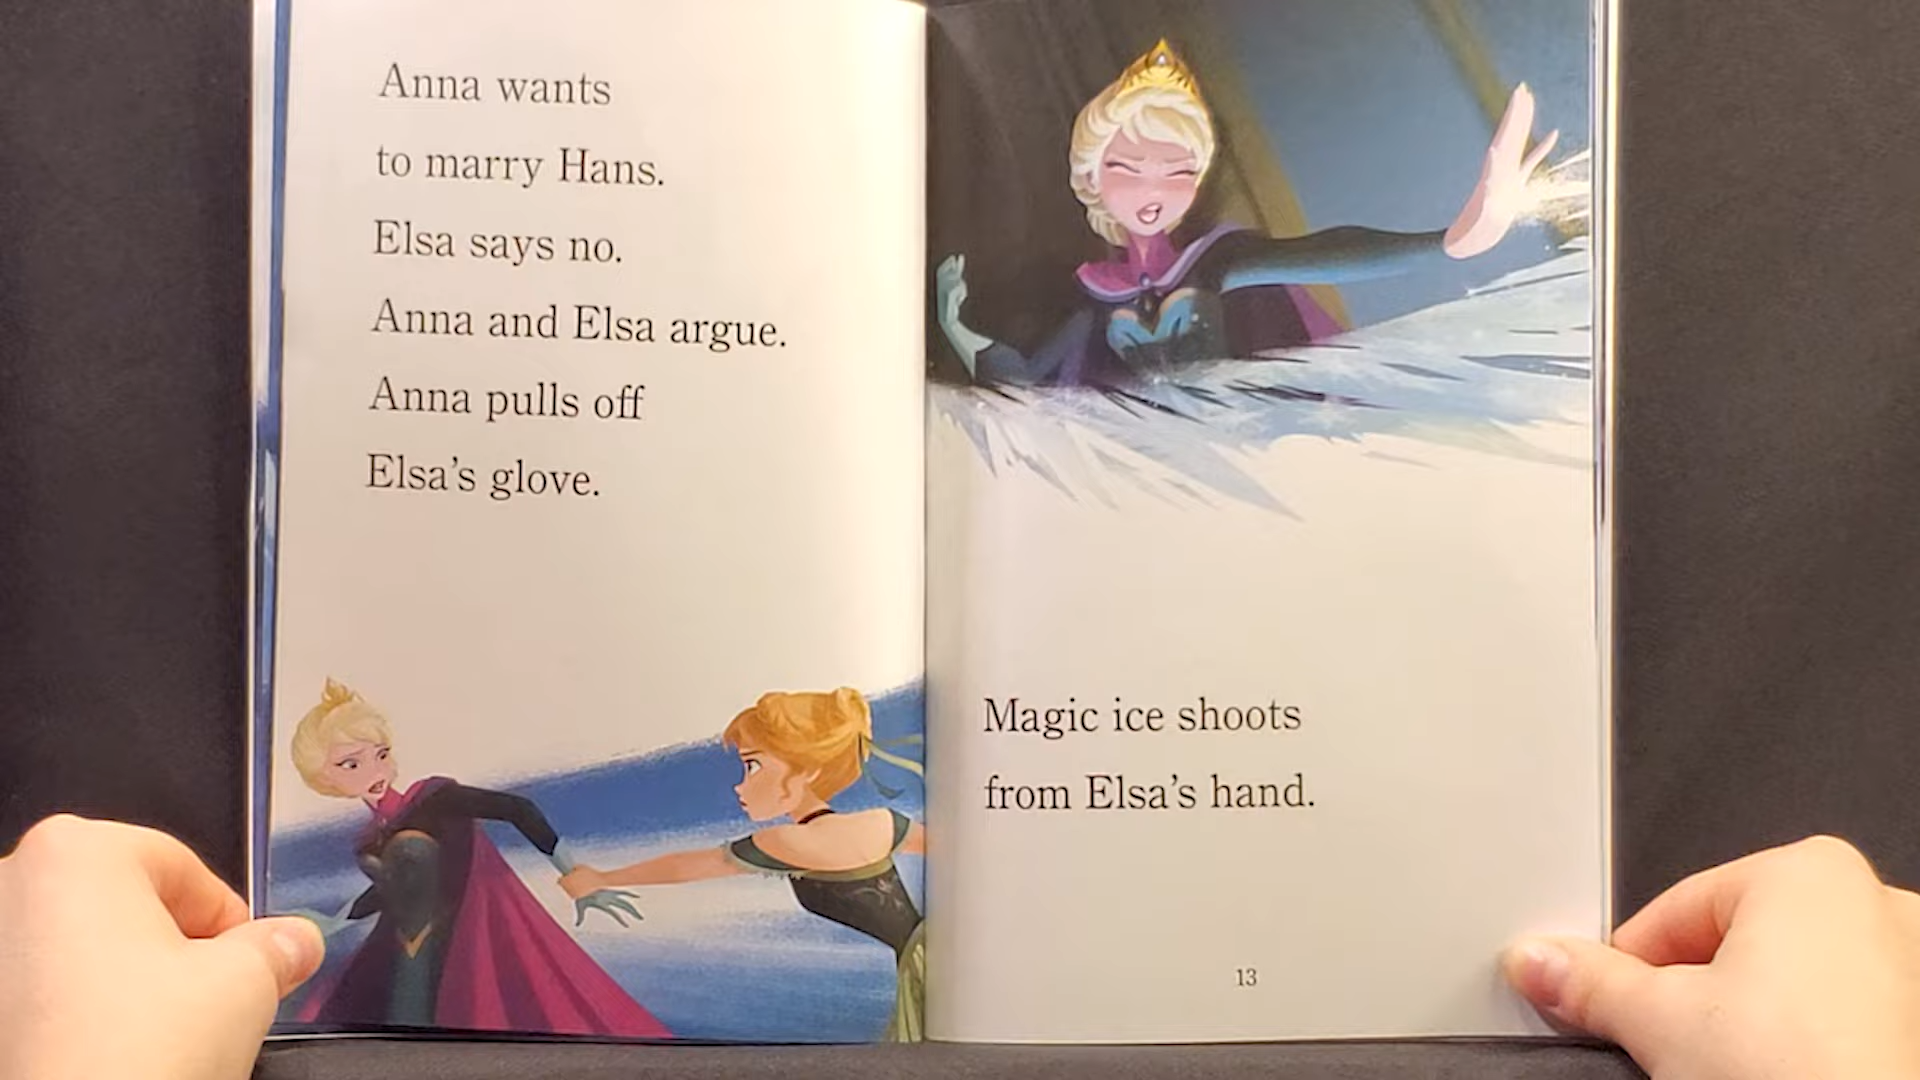 Anna wants
to marry Hans.
Elsa says no.
Anna and Elsa argue.
Anna pulls off
Elsa’s glove.
Magic ice shoots
from Elsa’s hand.
13